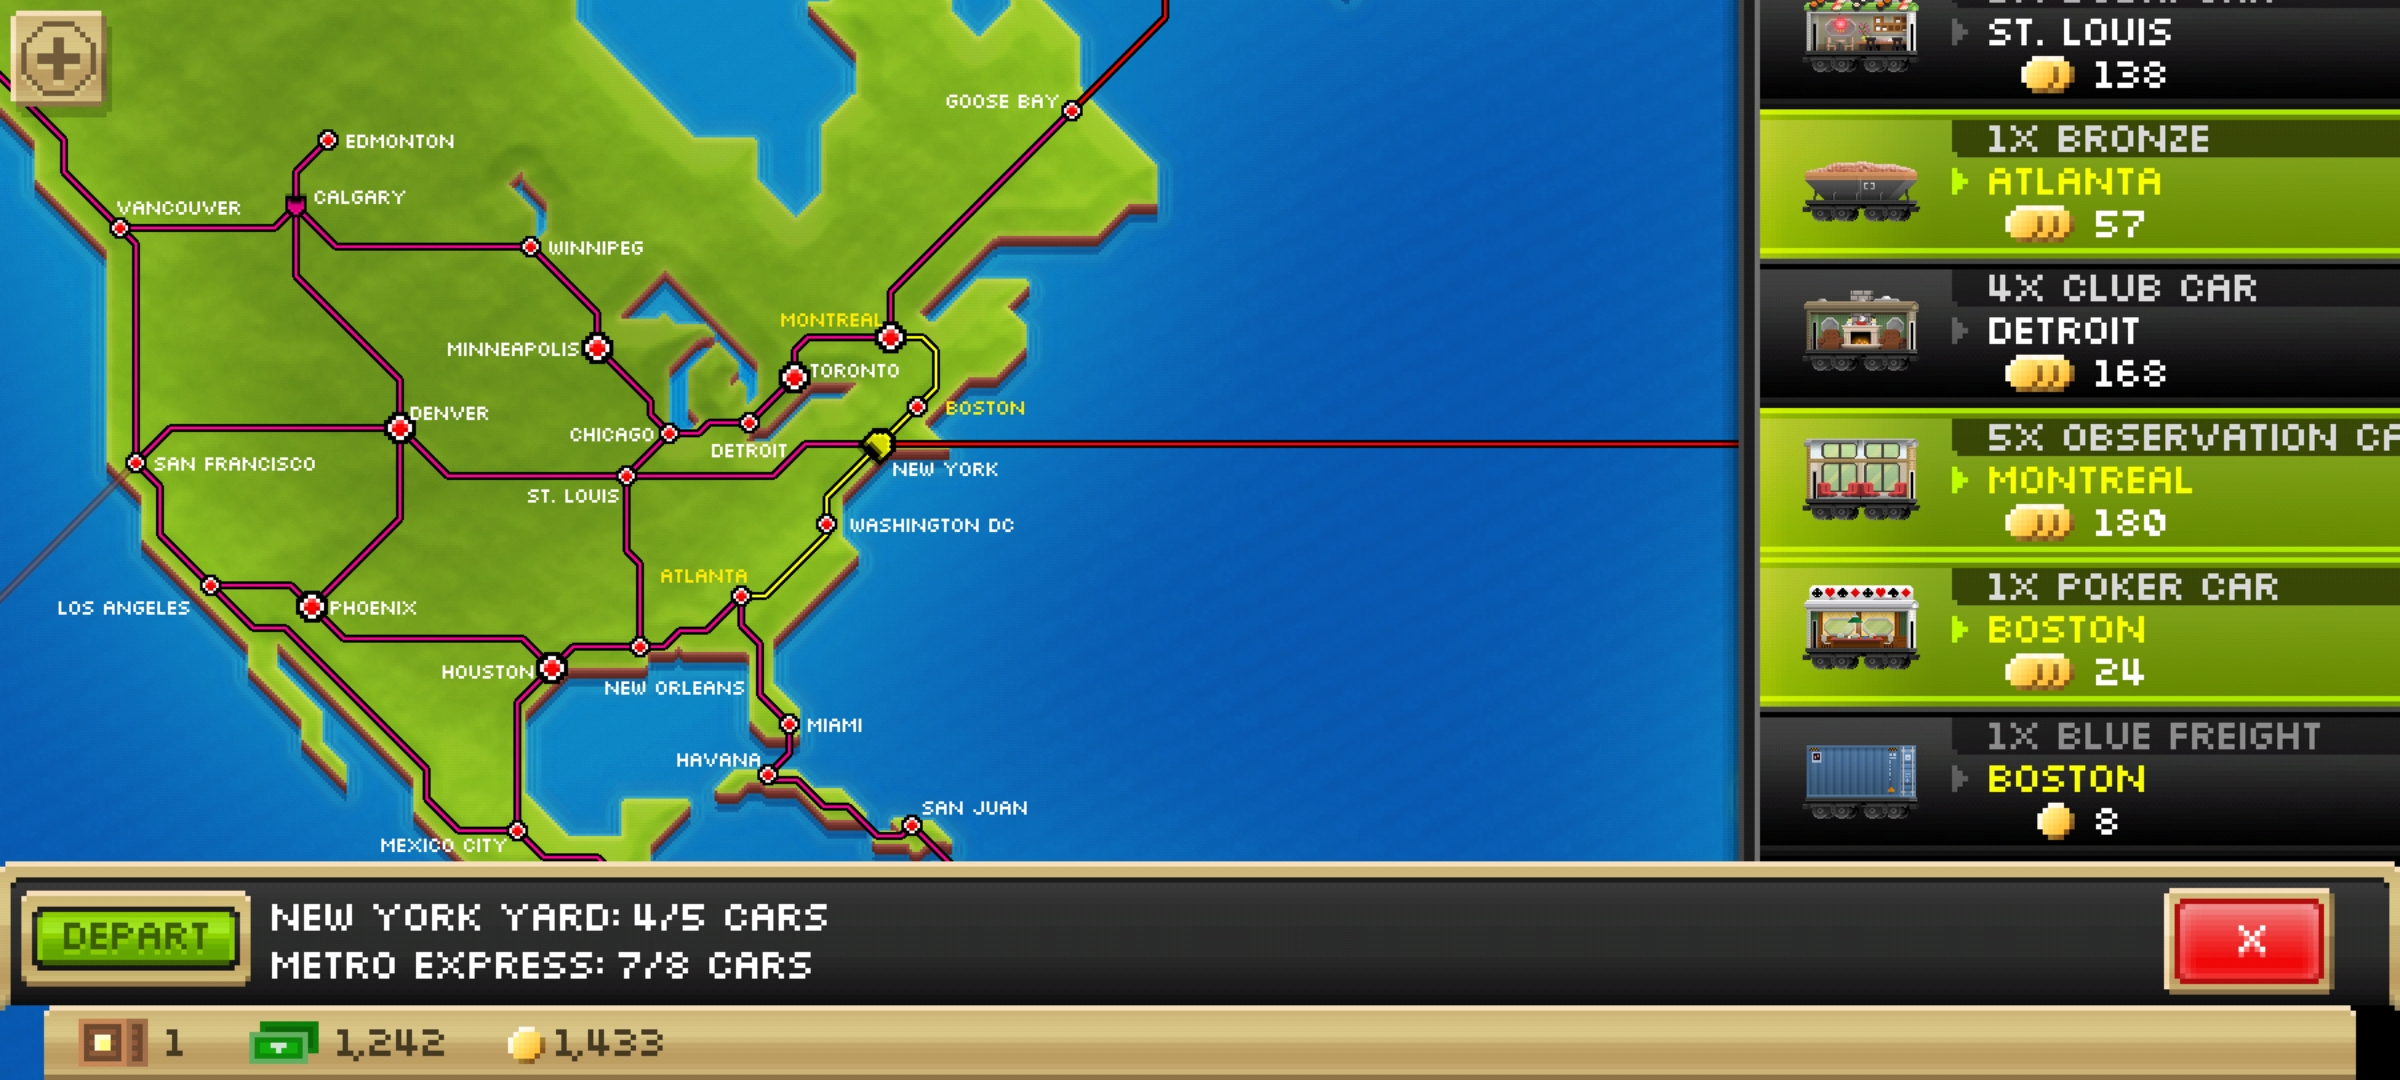 GOOSE BAY
EDMONTON
CALGARY
VANCOUVER
WINNIPEG
MONTREAL
MINNEAPOLIS
TORONTO
DENVER
BOSTON
CHICAGO
DETROIT
SAN FRANCISCO
NEW YORK
ST. LOUIS
WASHINGTON DC
ATLANTA
LOS ANGELES
PHOENIX
HOUSTON
NEW ORLEANS
MIAMI
HAVANA
SAN JUAN
MEXICO CITY
ST. LOUIS
138
1X BRONZE
ATLANTA
57
4X CLUB CAR
DETROIT
168
5X OBSERVATION CA
MONTREAL
180
1X POKER CAR
BOSTON
24
1X BLUE FREIGHT
BOSTON
8
DEPART
NEW YORK YARD: 4/5 CARS
METRO EXPRESS: 7/8 CARS
X
1 1,242 1,433